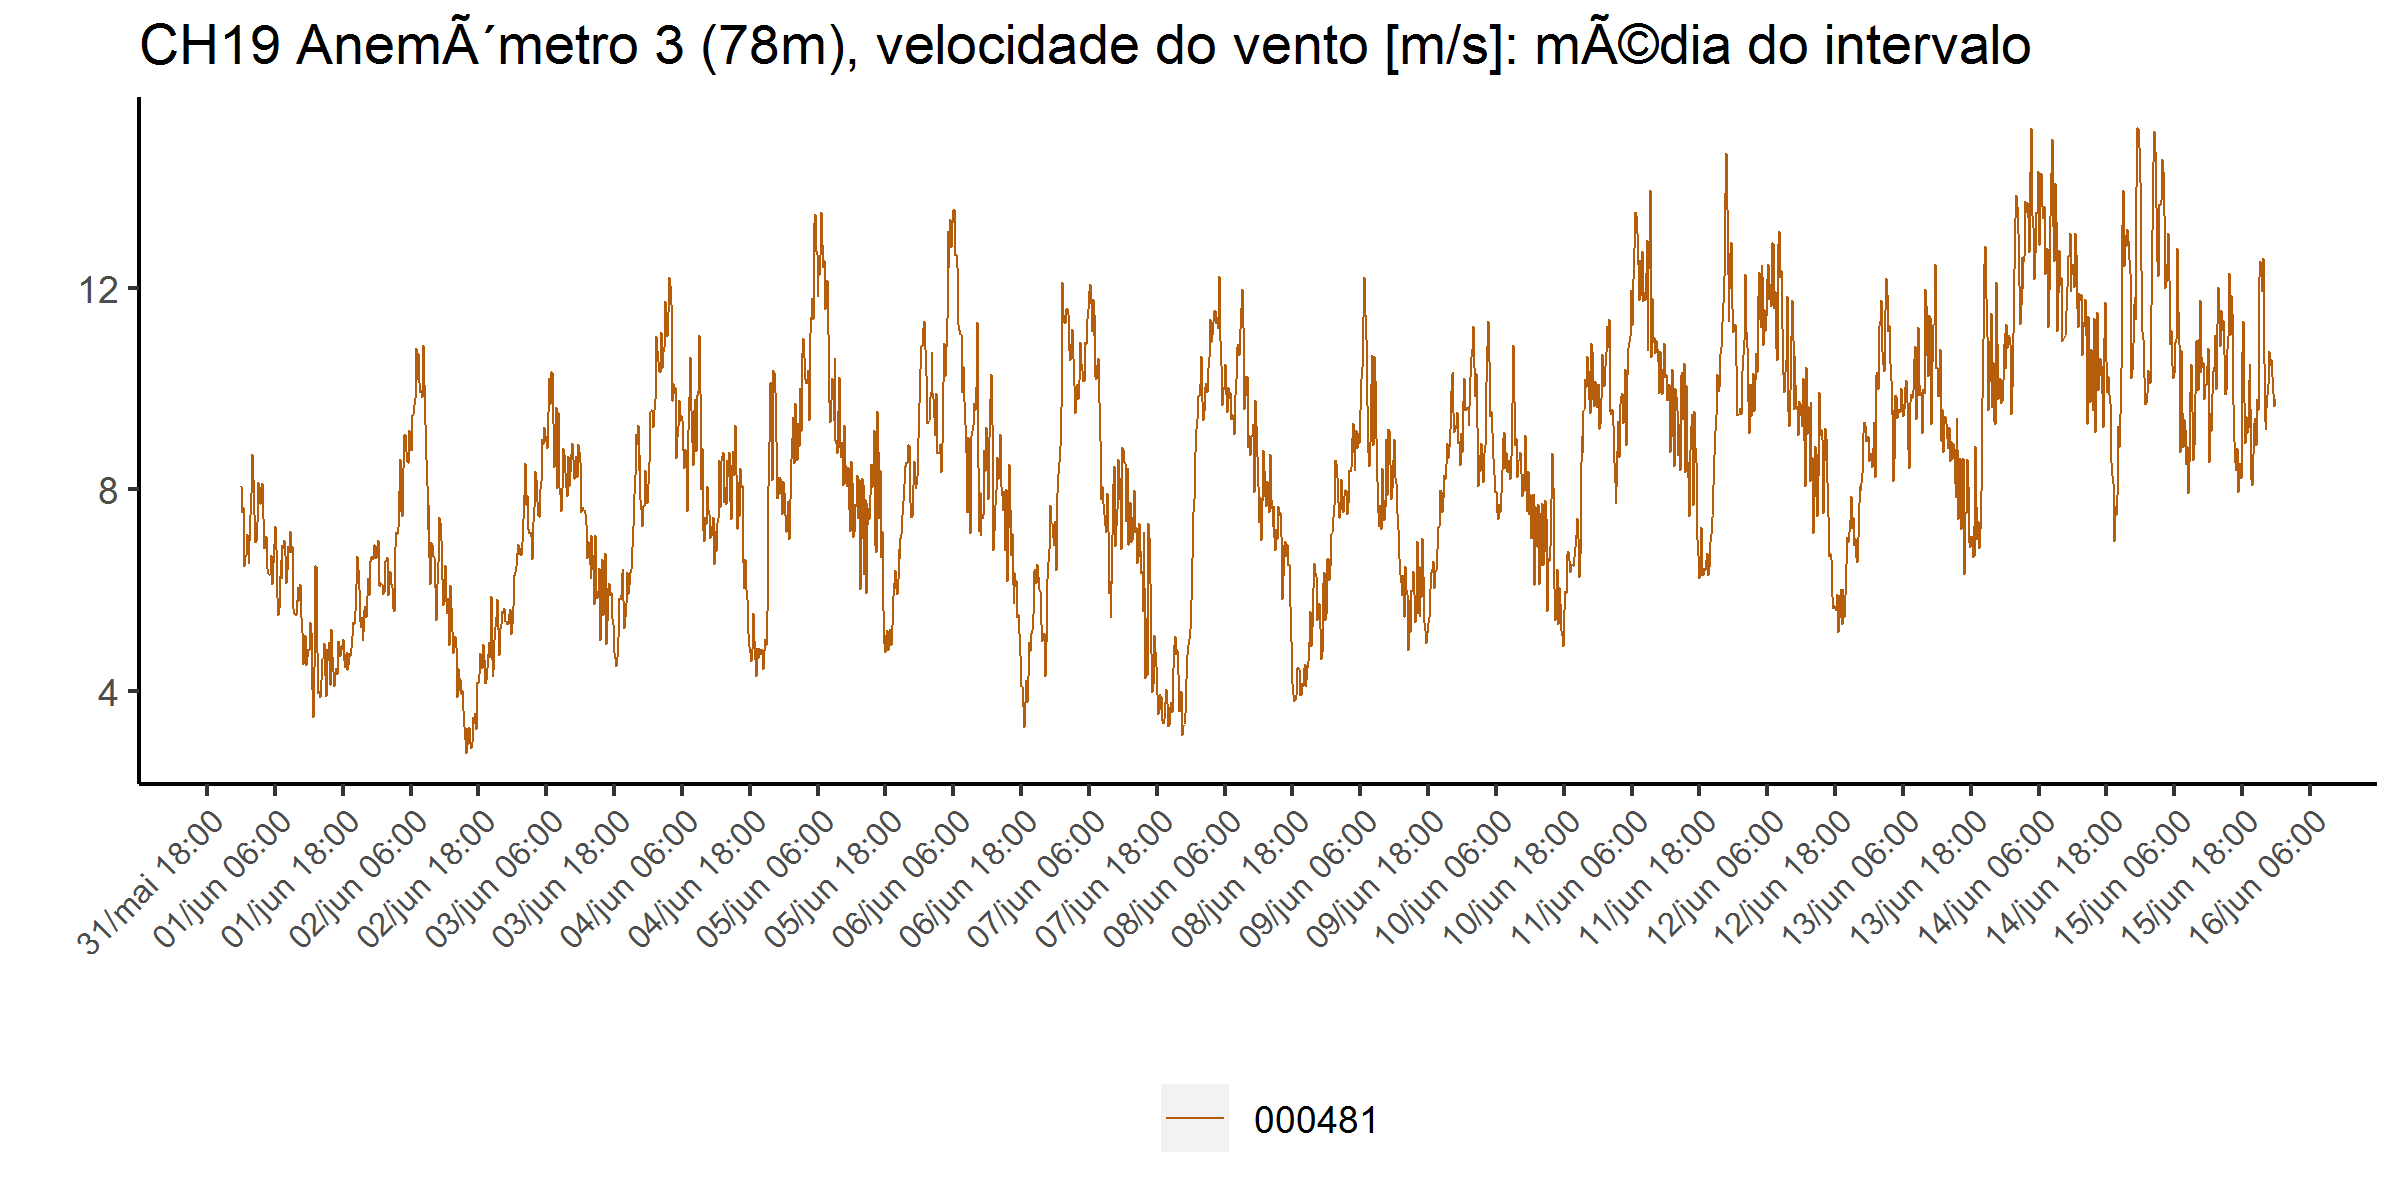 CH19 AnemÃ´metro 3 (78m), velocidade do vento [m/s]: mÃ©dia do intervalo
12
8
4
31/mai 18:00
01/jun 06:00
01/jun 18:00
02/jun 06:00
02/jun 18:00
03/jun 06:00
03/jun 18:00
04/jun 06:00
04/jun 18:00
05/jun 06:00
05/jun 18:00
06/jun 06:00
06/jun 18:00
07/jun 06:00
07/jun 18:00
08/jun 06:00
08/jun 18:00
09/jun 06:00
09/jun 18:00
10/jun 06:00
10/jun 18:00
11/jun 06:00
11/jun 18:00
12/jun 06:00
12/jun 18:00
13/jun 06:00
13/jun 18:00
14/jun 06:00
14/jun 18:00
15/jun 06:00
15/jun 18:00
16/jun 06:00
000481